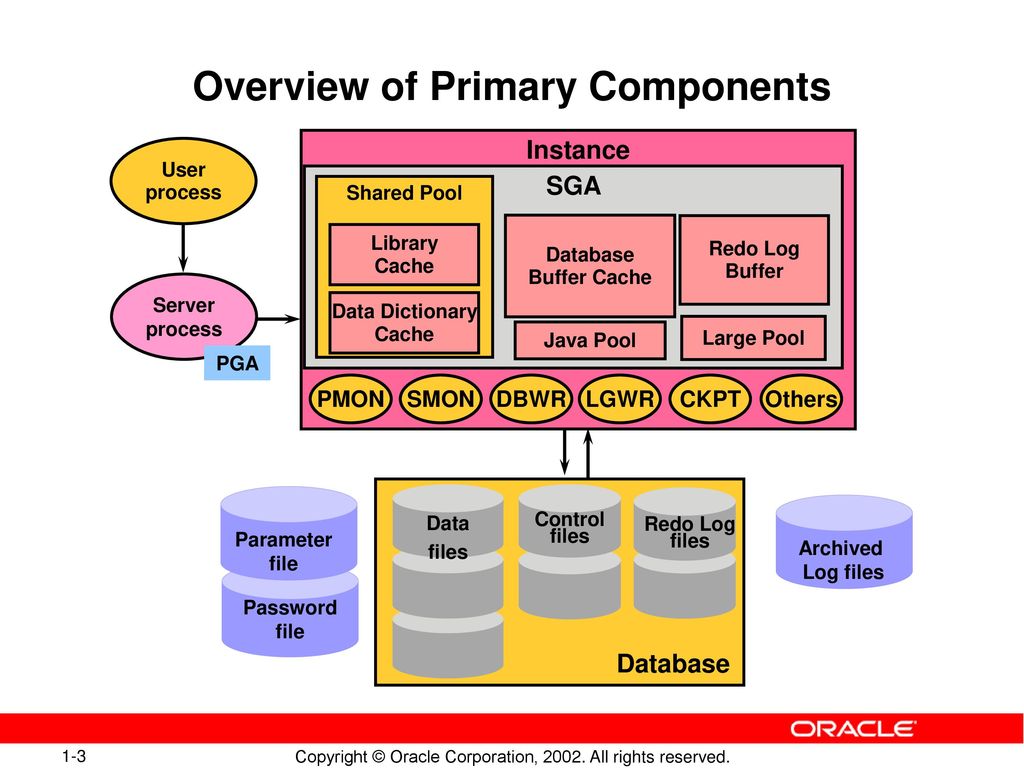 Overview of Primary Components
User
process
Server
process
PGA
Instance
SGA
Shared Pool
Library
Cache
Data Dictionary
Cache
Database
Buffer Cache
Redo Log
Buffer
Java Pool
Large Pool
PMON SMON DBWR LGWR CKPT Others
Parameter
file
Password
file
Data
files
Control
files
Redo Log
files
Database
Archived
Log files
ORACLE®
1-3
Copyright © Oracle Corporation, 2002. All rights reserved.